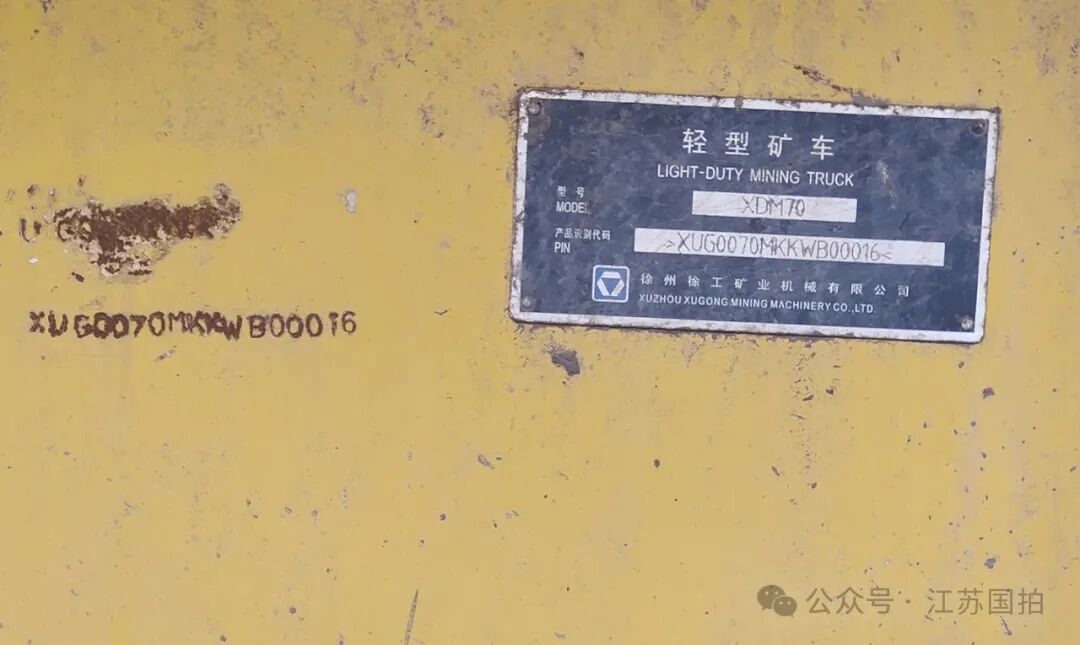 轻型矿车
LIGHT-DUTY MINING TRUCK
型号
MODEL
XDM70
产品识别代码
PIN
>XUG0070MKKWB00016<
徐州徐工矿业机械有限公司
XUZHOU XUGONG MINING MACHINERY CO.,LTD.
XUG0070MKKWB00016
公众号·江苏国拍